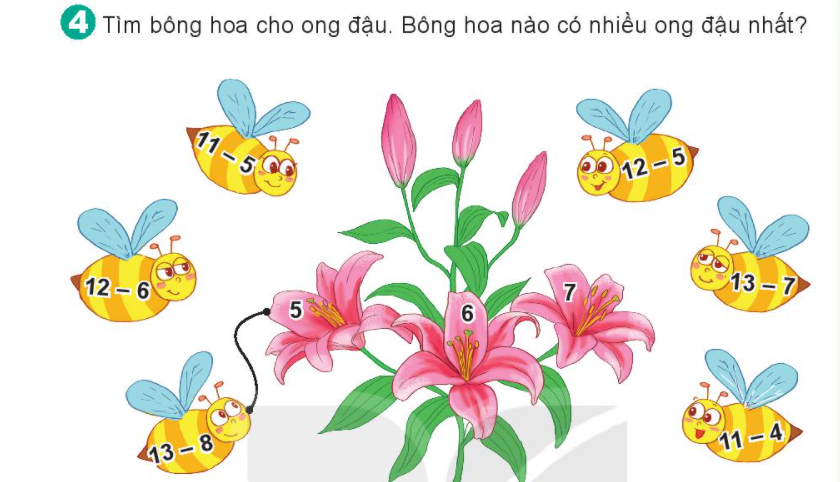 4 Tìm bông hoa cho ong đậu. Bông hoa nào có nhiều ong đậu nhất?
11 – 5
12 – 5
12 – 6
13 – 7
5
6
7
13 – 8
11 – 4